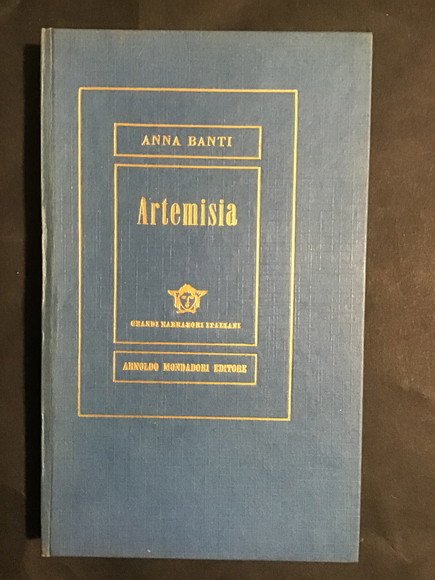 ANNA BANTI
Artemisia
GRANDI NARRATORI ITALIANI
ARNOLDO MONDADORI EDITORE